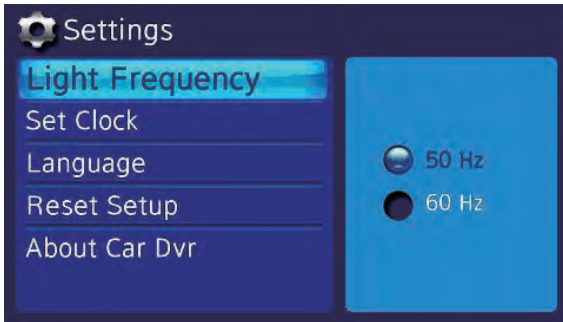 Settings
Light Frequency
Set Clock
Language
Reset Setup
About Car Dvr
50 Hz
60 Hz